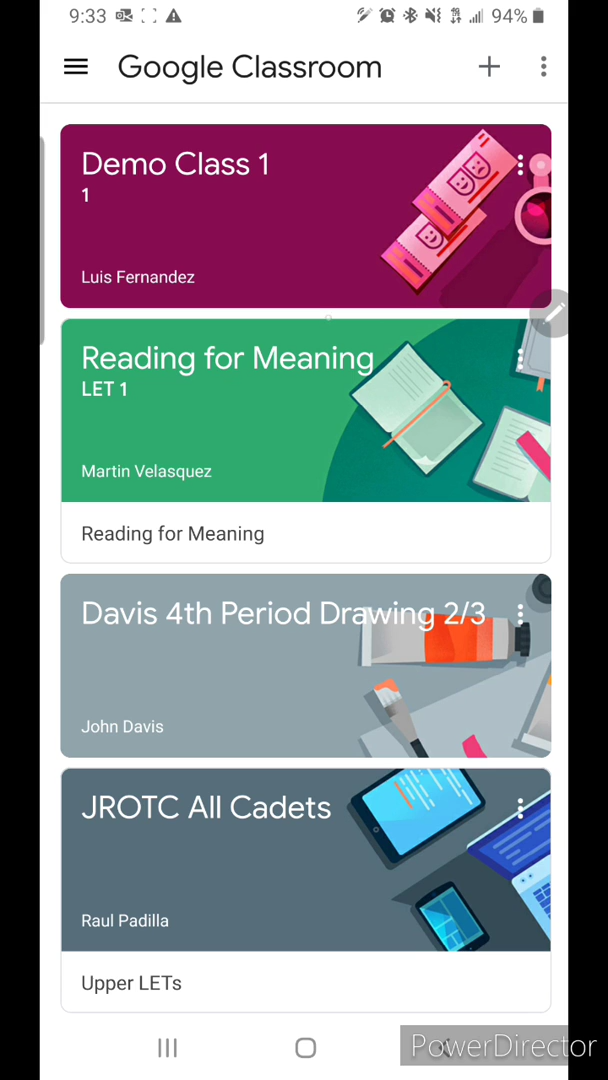 9:33
94%
Google Classroom
Demo Class 1
1
Luis Fernandez
Reading for Meaning
LET 1
Martin Velasquez
Reading for Meaning
Davis 4th Period Drawing 2/3
John Davis
JROTC All Cadets
Raul Padilla
Upper LETs
PowerDirector